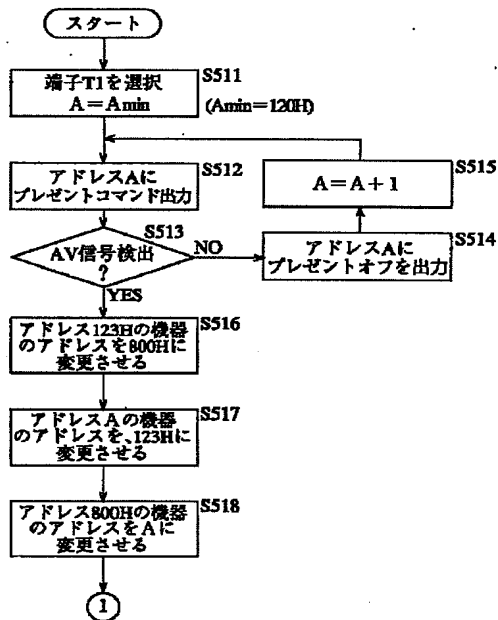 スタート
端子T1を選択
A=Amin
S511
(Amin=120H)
アドレスAに
プレゼントコマンド出力
S512
A=A+1
S515
AV信号検出
?
S513
NO
YES
アドレスAに
プレゼントオフを出力
S514
アドレス123Hの機器
のアドレスを800Hに
変更させる
S516
アドレスAの機器
のアドレスを、123Hに
変更させる
S517
アドレス800Hの機器
のアドレスをAに
変更させる
S518
1